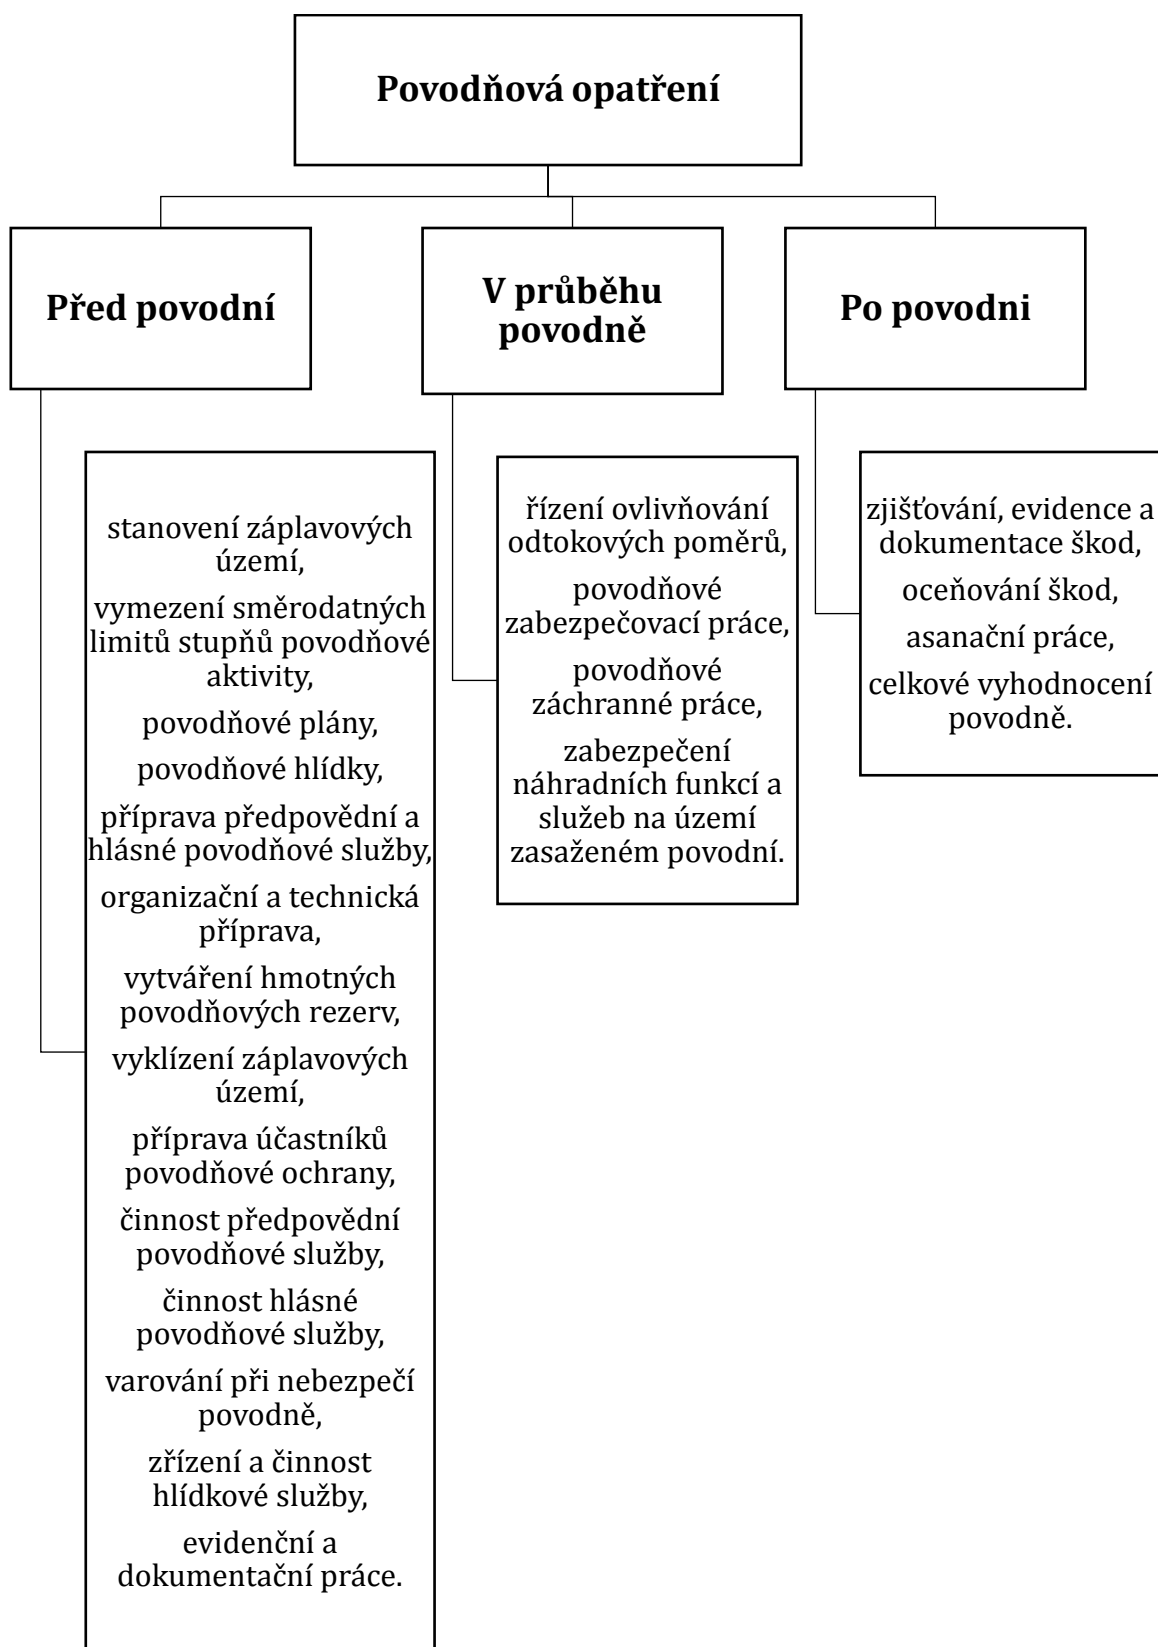 Povodňová opatření
Před povodní
V průběhu
povodně
Po povodni
stanovení záplavových
území,
vymezení směrodatných
limitů stupňů povodňové
aktivity,
povodňové plány,
povodňové hlídky,
příprava předpovědní a
hlásné povodňové služby,
organizační a technická
příprava,
vytváření hmotných
povodňových rezerv,
vyklízení záplavových
území,
příprava účastníků
povodňové ochrany,
činnost předpovědní
povodňové služby,
činnost hlásné
povodňové služby,
varování při nebezpečí
povodně,
zřízení a činnost
hlídkové služby,
evidenční a
dokumentační práce.
řízení ovlivňování
odtokových poměrů,
povodňové
zabezpečovací práce,
povodňové
záchranné práce,
zabezpečení
náhradních funkcí a
služeb na území
zasaženém povodní.
zjišťování, evidence a
dokumentace škod,
oceňování škod,
asanační práce,
celkové vyhodnocení
povodně.